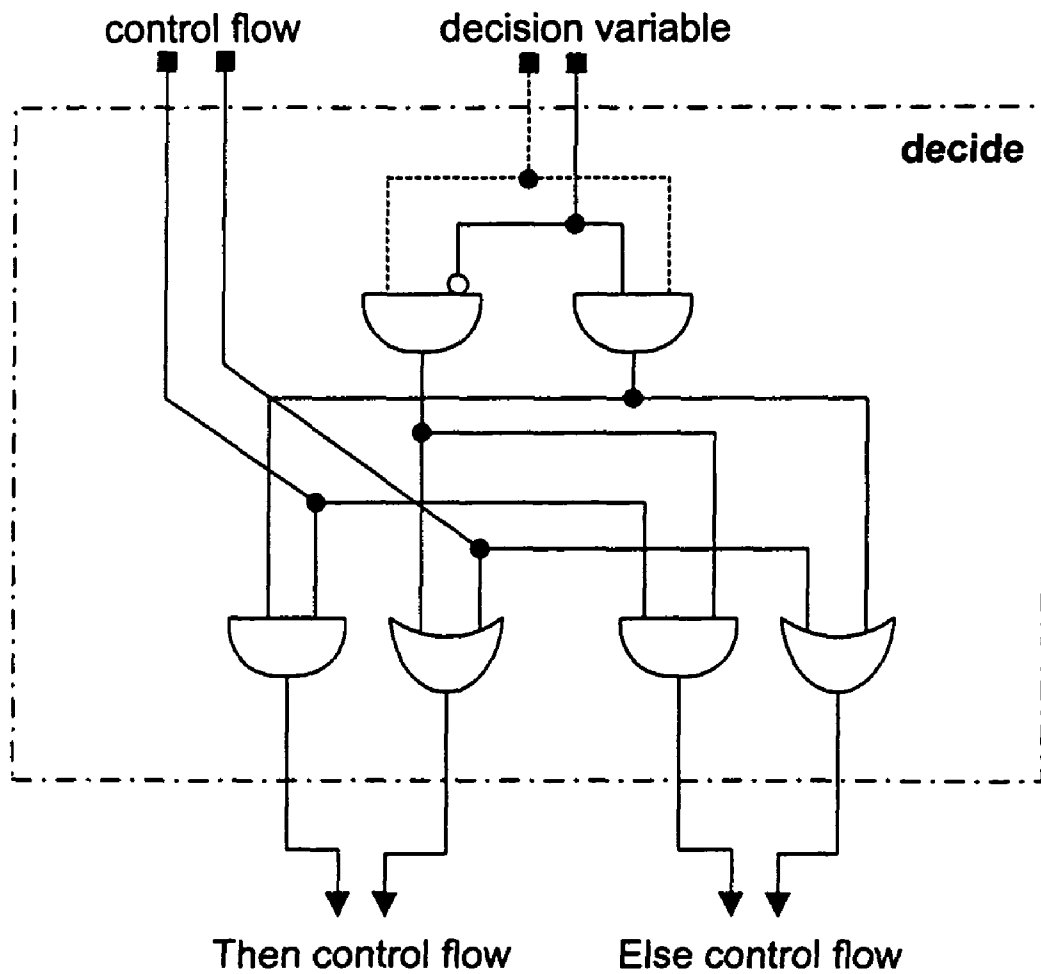 control flow
decision variable
decide
Then control flow
Else control flow